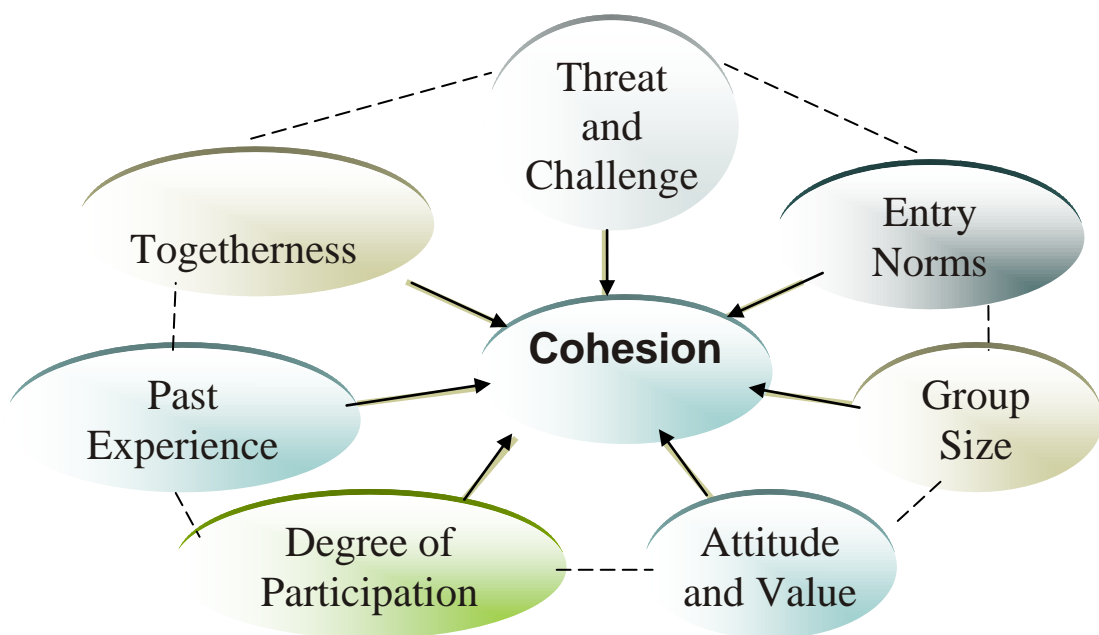 Threat
and
Challenge
Entry
Norms
Togetherness
Cohesion
Past
Experience
Group
Size
Degree of
Participation
Attitude
and Value